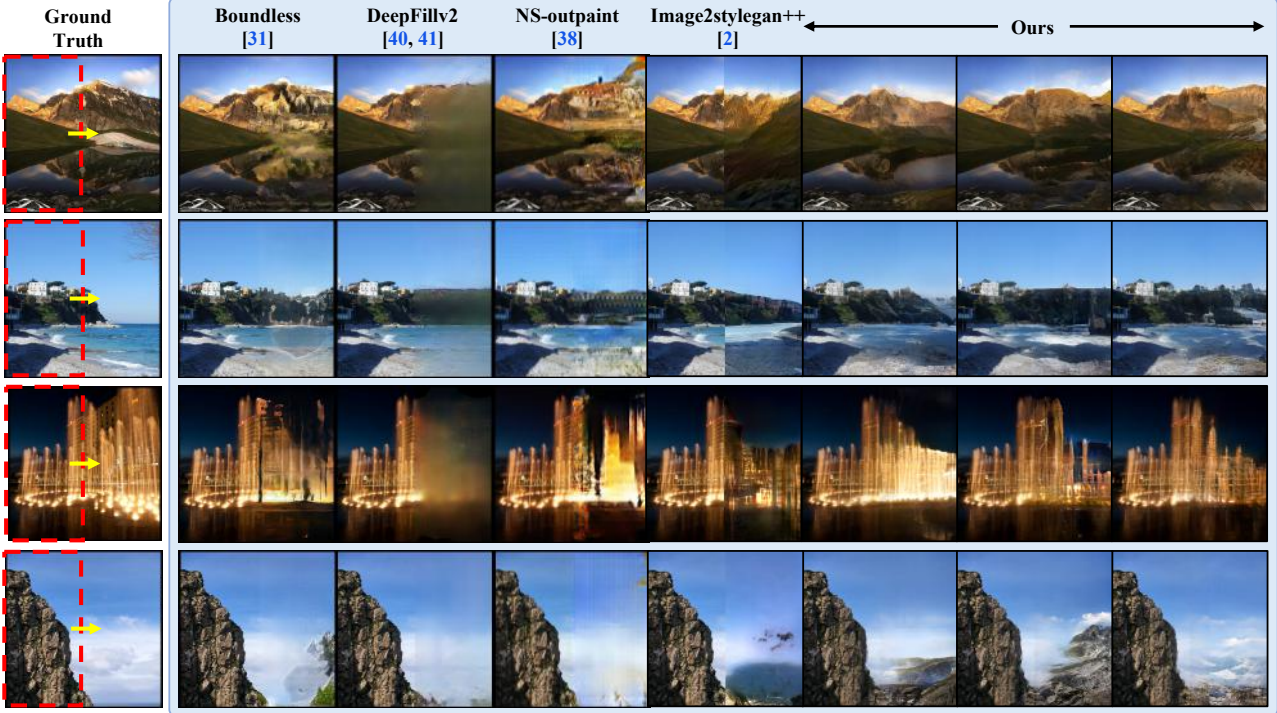 Ground
Truth
Boundless
[31]
DeepFillv2
[40, 41]
NS-outpaint
[38]
Image2stylegan++
[2]
Ours